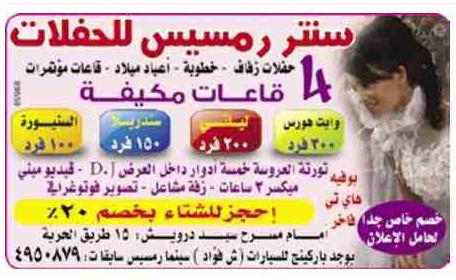 سنتر رمسيس للحفلات
حفلات زفاف - خطوبة - أعياد ميلاد - قاعات مؤتمرات
4 قاعات مكيفة
وايت هورس ٣٠٠ فرد
ليلتي ٢٠٠ فرد
سندريلا ١٥٠ فرد
السنيورة ١٠٠ فرد
بوفيه هاي تي فاخر
تورتة العروسة خمسة أدوار داخل العرض D.J - فيديو ميني
ميكسر ٣ ساعات - زفة مشاعل - تصوير فوتوغرافي
إحجز للشتاء بخصم ٢٠٪
خصم خاص جدا
لحامل الإعلان
أمام مسرح سيد درويش: ١٥ طريق الحرية
يوجد باركينج للسيارات (ش فؤاد) سينما رمسيس سابقا ت: ٤٩٥٠٨٧٩